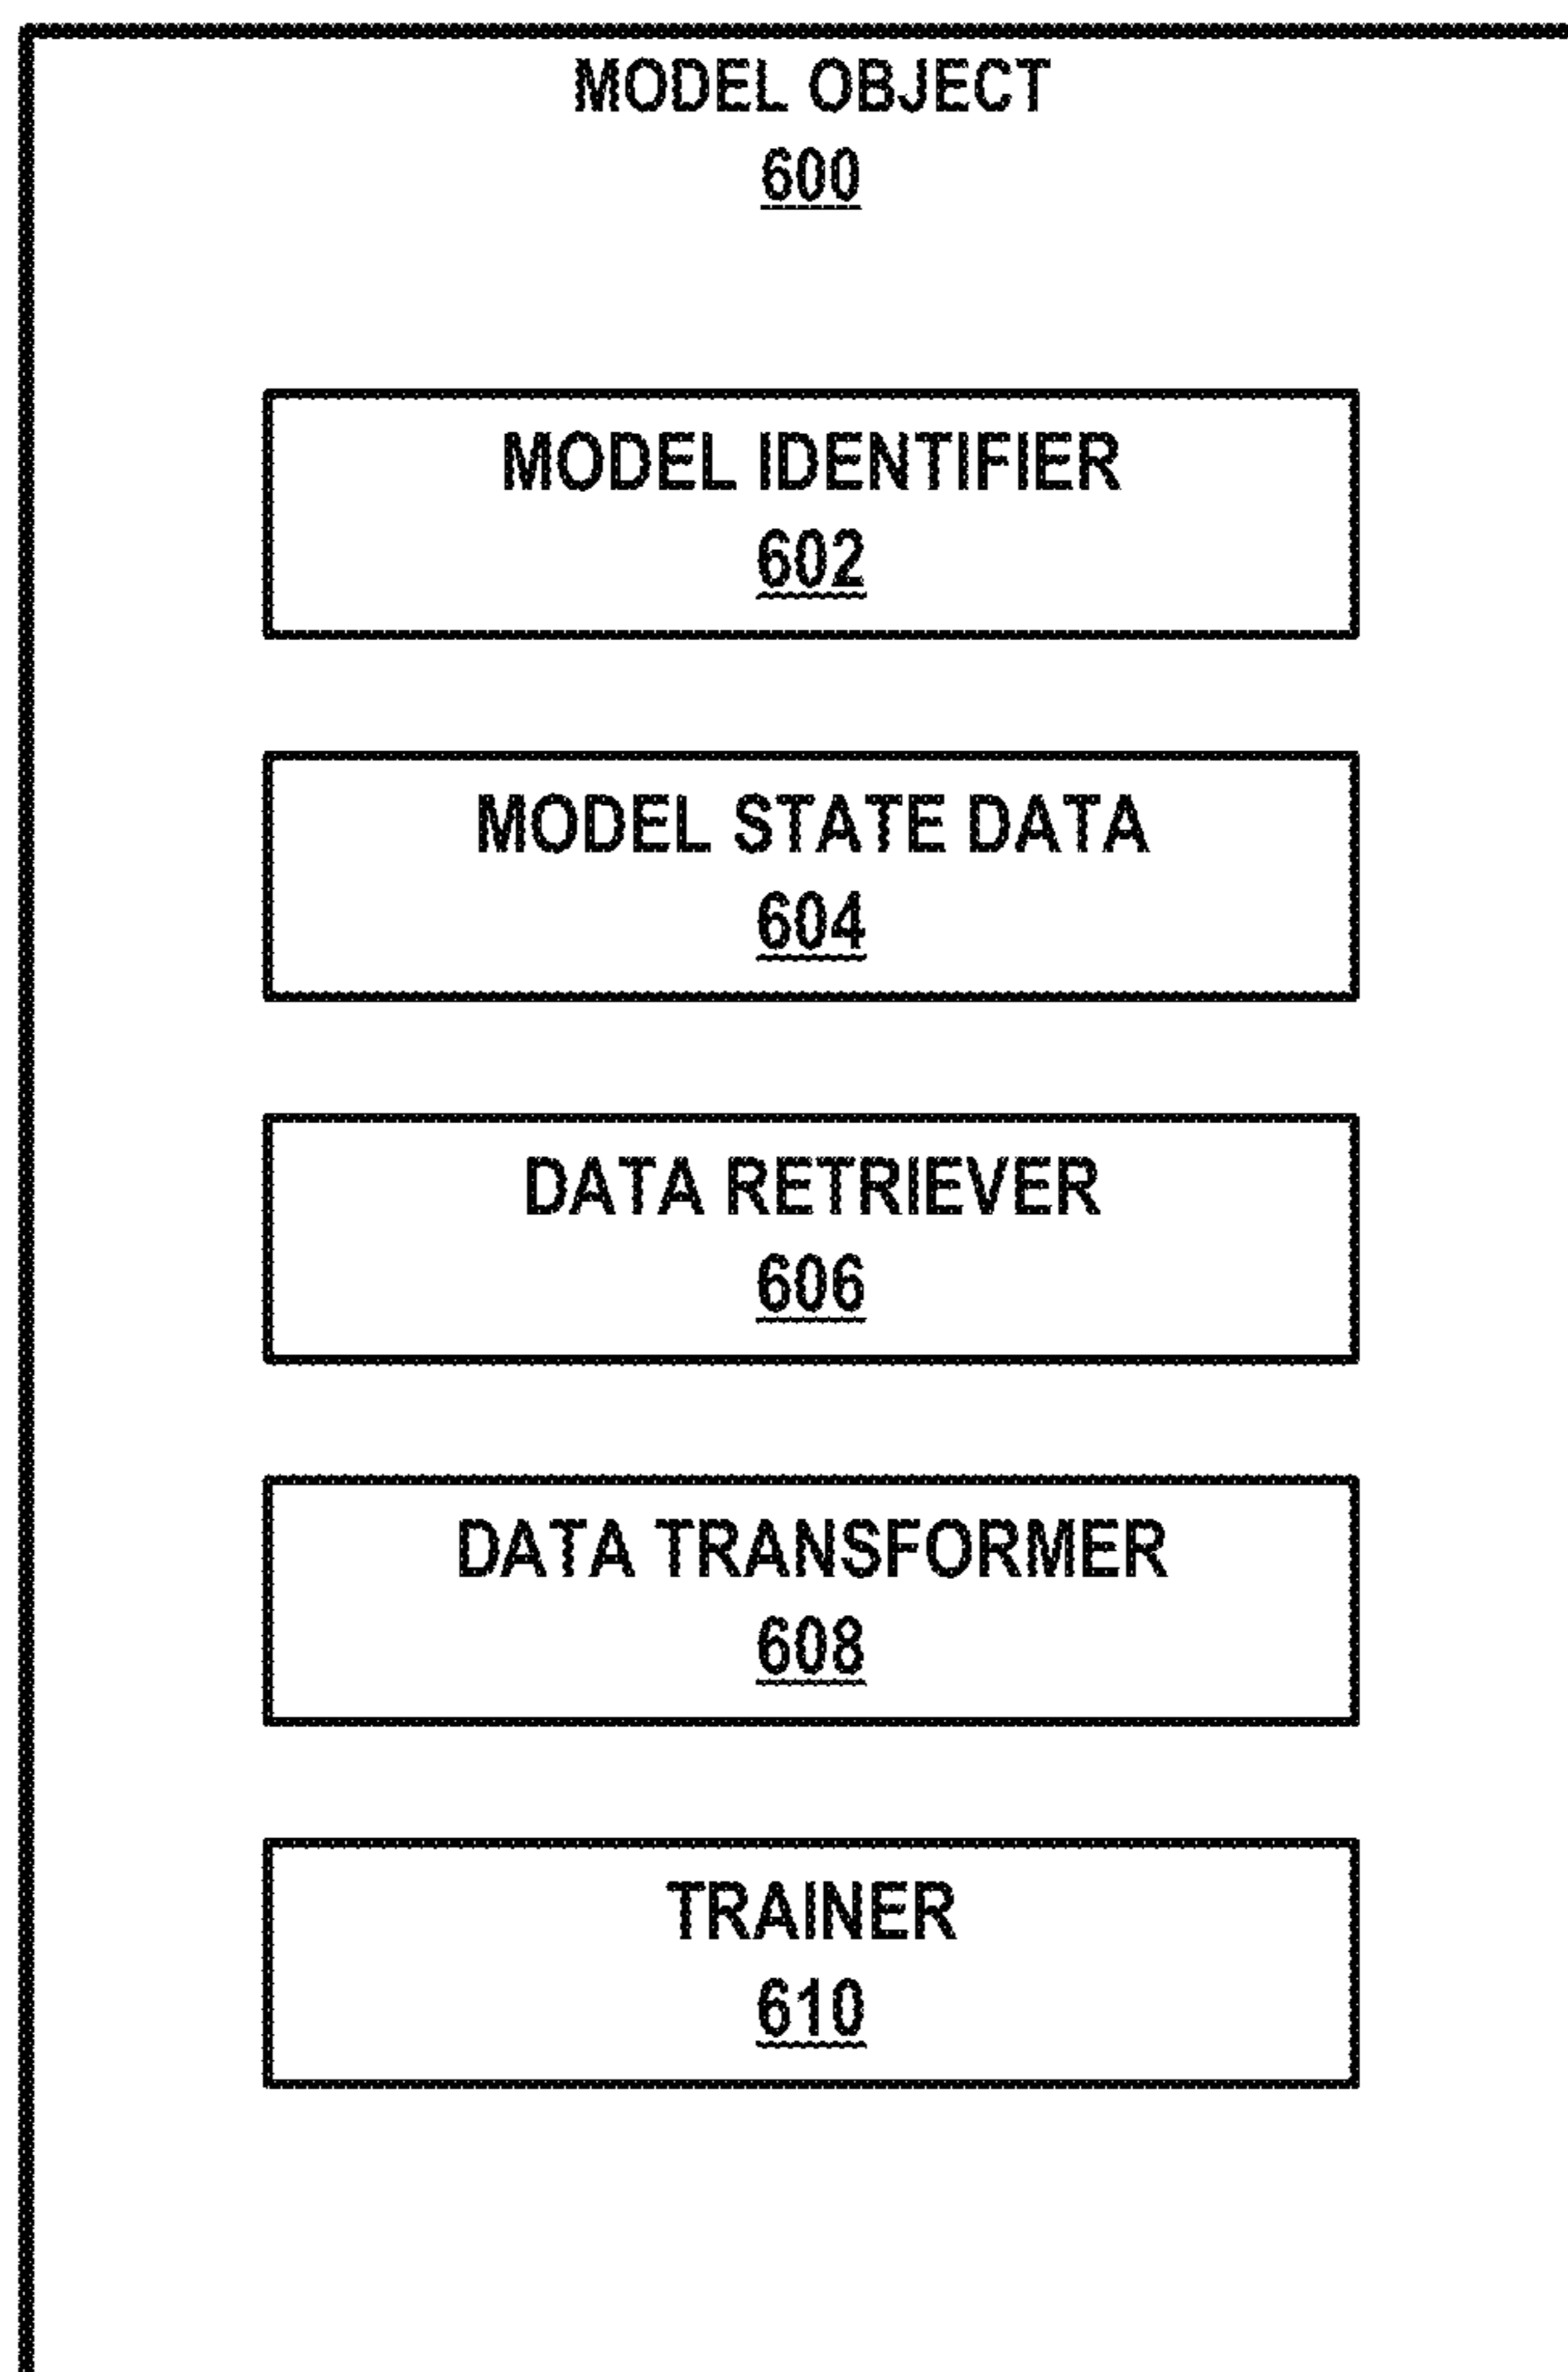 MODEL OBJECT
600
MODEL IDENTIFIER
602
MODEL STATE DATA
604
DATA RETRIEVER
606
DATA TRANSFORMER
608
TRAINER
610